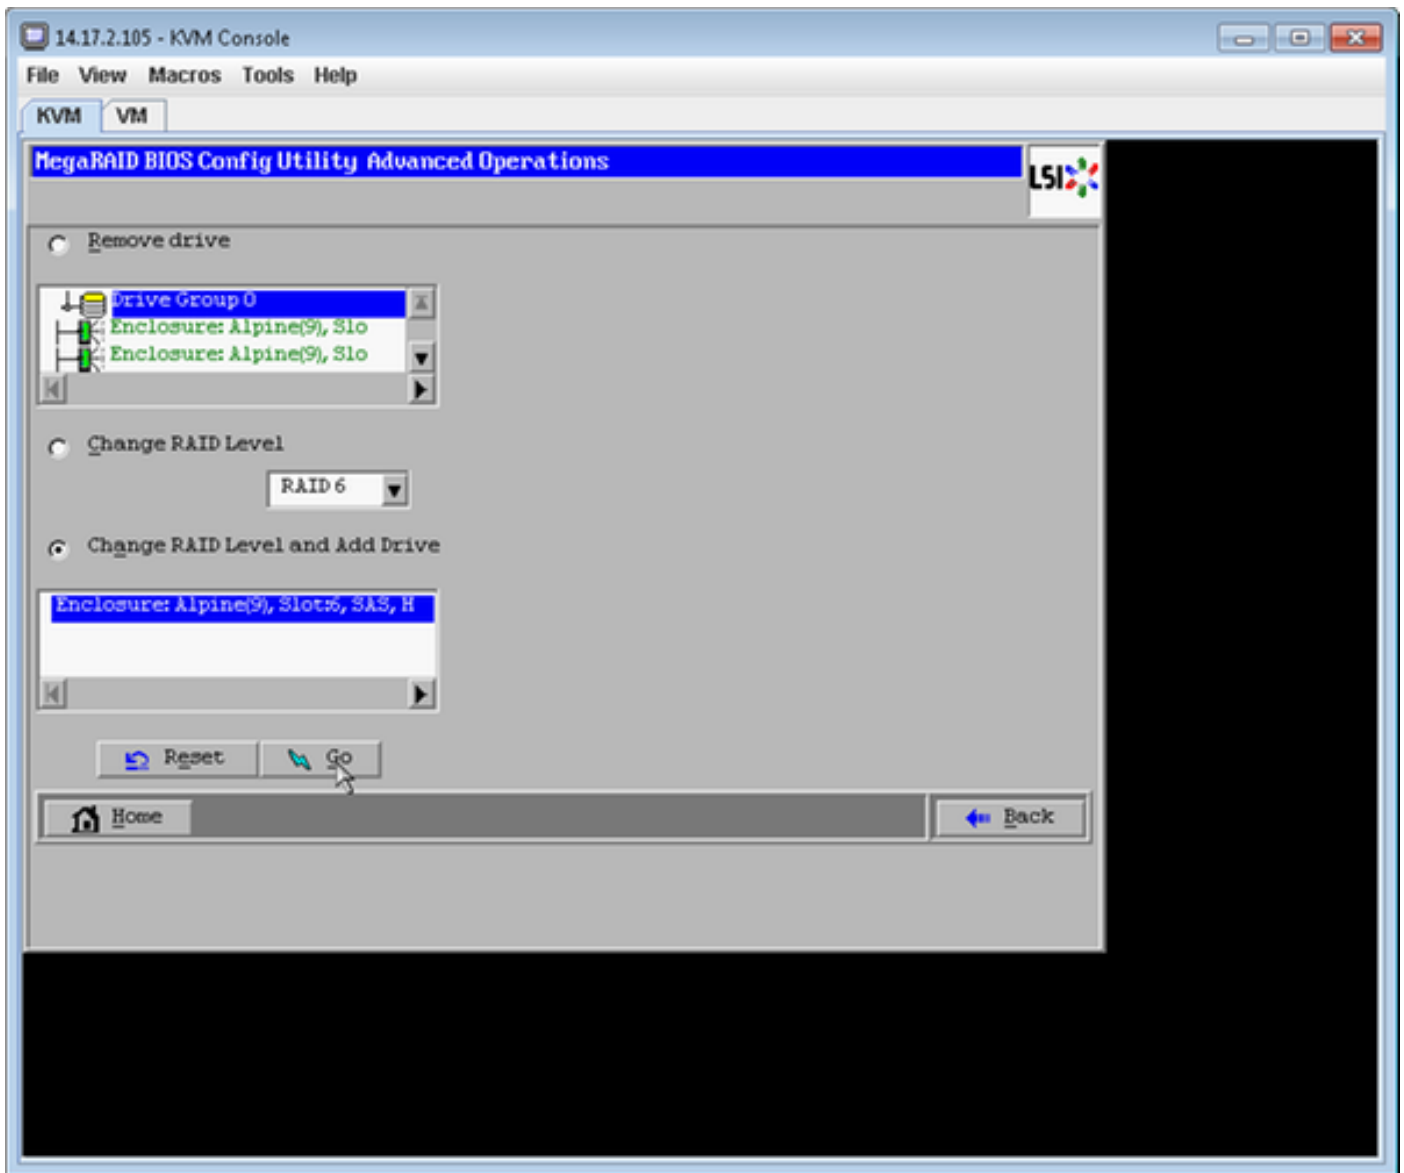 14.17.2.105 - KVM Console
File View Macros Tools Help
KVM VM
MegaRAID BIOS Config Utility Advanced Operations
LSI
Remove drive
Drive Group 0
Enclosure: Alpine(9), Slo
Enclosure: Alpine(9), Slo
Change RAID Level
RAID 6
Change RAID Level and Add Drive
Enclosure: Alpine(9), Slot:6, SAS, H
Reset Go
Home Back